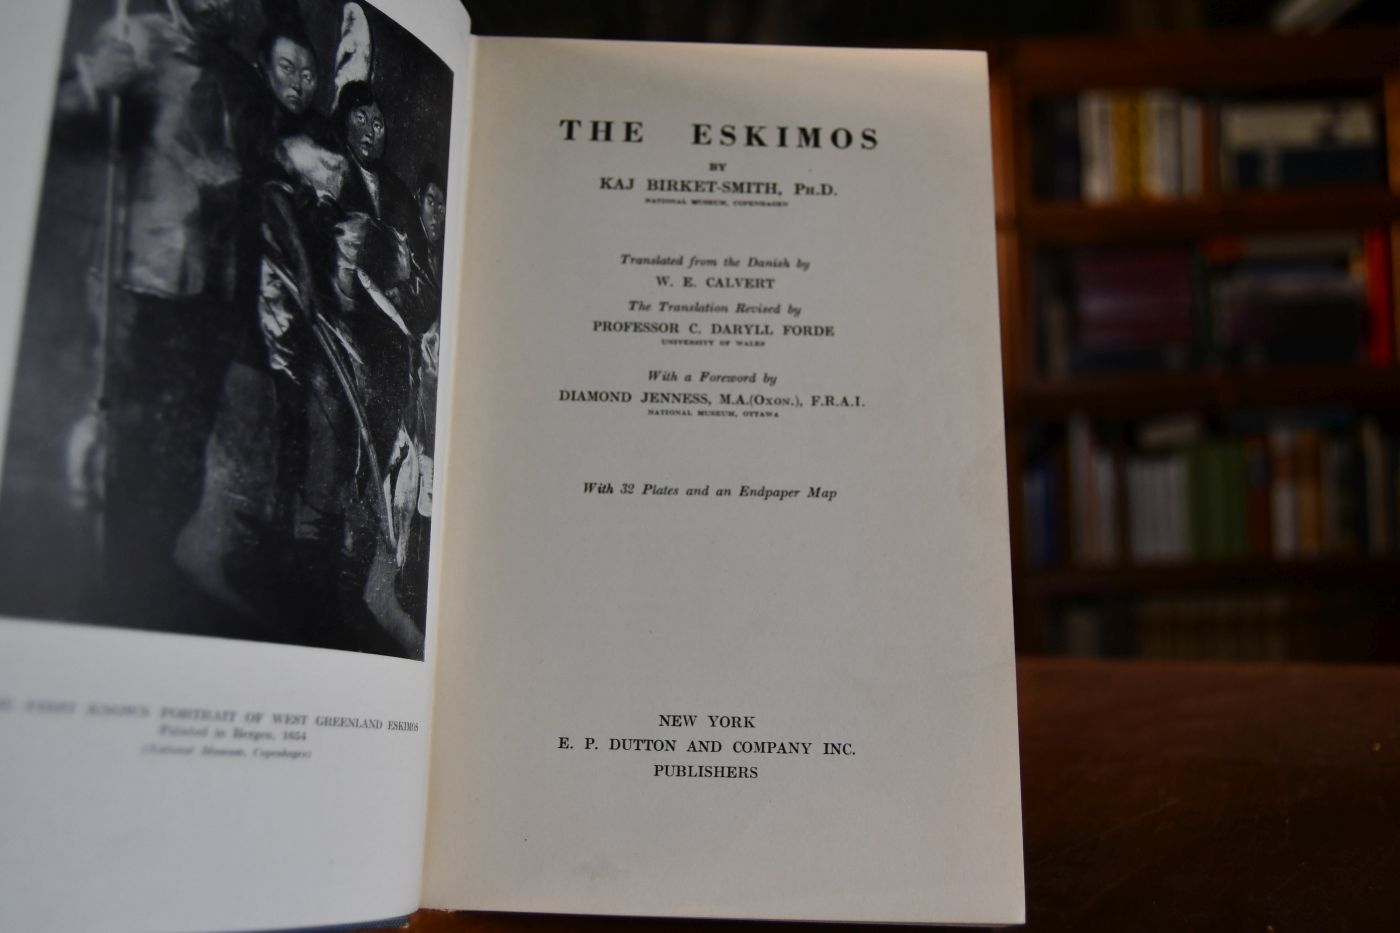 KNOWN PORTRAIT OF WEST GREENLAND ESKIMOS
Painted in Bergen, 1654
(National Museum, Copenhagen)
THE ESKIMOS
BY
KAJ BIRKET-SMITH, PH.D.
NATIONAL MUSEUM, COPENHAGEN
Translated from the Danish by
W. E. CALVERT
The Translation Revised by
PROFESSOR C. DARYLL FORDE
UNIVERSITY OF WALES
With a Foreword by
DIAMOND JENNESS, M.A.(OXON.), F.R.A.I.
NATIONAL MUSEUM, OTTAWA
With 32 Plates and an Endpaper Map
NEW YORK
E. P. DUTTON AND COMPANY INC.
PUBLISHERS